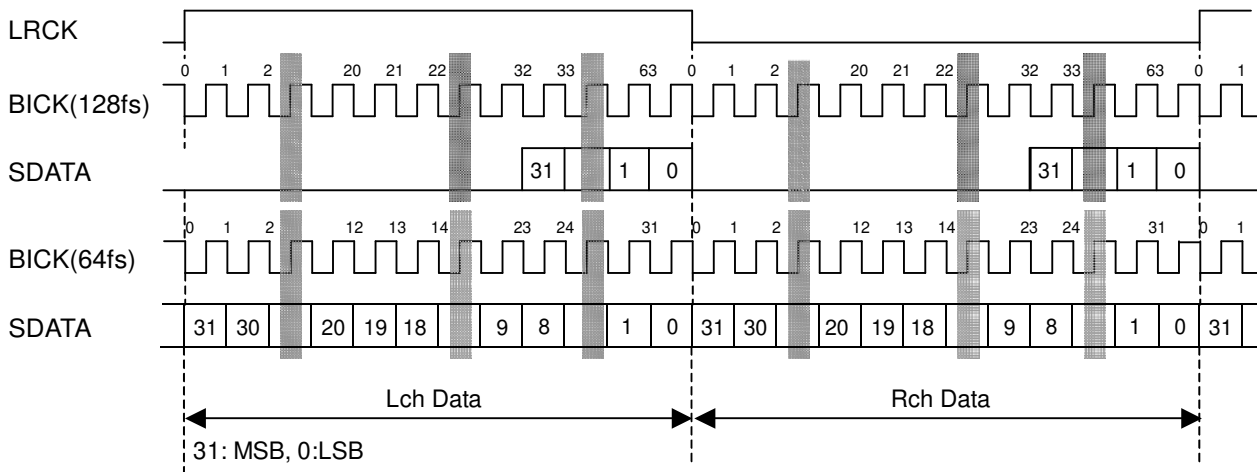 LRCK
0 1 2 20 21 22 32 33 63 0 1 2 20 21 22 32 33 63 0 1
BICK(128fs)
SDATA 31 1 0 31 1 0
0 1 2 12 13 14 23 24 31 0 1 2 12 13 14 23 24 31 0 1
BICK(64fs)
SDATA 31 30 20 19 18 9 8 1 0 31 30 20 19 18 9 8 1 0 31
Lch Data Rch Data
31: MSB, 0:LSB